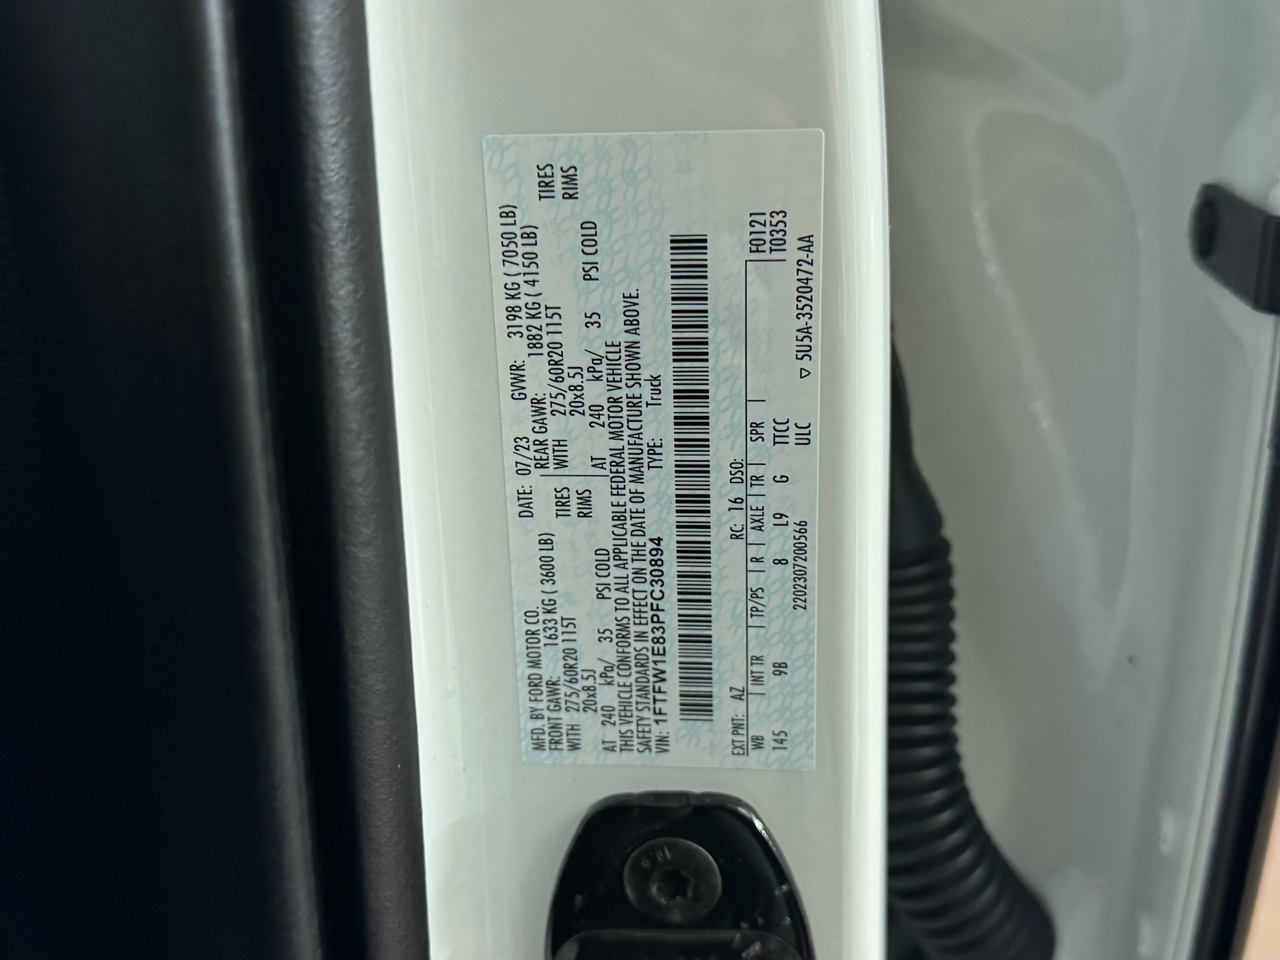 MFD. BY FORD MOTOR CO.
DATE: 07/23 GVWR: 3198 KG ( 7050 LB)
FRONT GAWR: 1633 KG ( 3600 LB)
REAR GAWR: 1882 KG ( 4150 LB)
WITH 275/60R20 115T TIRES
WITH 275/60R20 115T TIRES
20x8.5J RIMS
20x8.5J RIMS
AT 240 kPa/ 35 PSI COLD
AT 240 kPa/ 35 PSI COLD
THIS VEHICLE CONFORMS TO ALL APPLICABLE FEDERAL MOTOR VEHICLE
SAFETY STANDARDS IN EFFECT ON THE DATE OF MANUFACTURE SHOWN ABOVE.
VIN: 1FTFW1E83PFC30894 TYPE: Truck
EXT PNT: AZ RC: 16 DSO: F0121
WB INT TR TP/PS R AXLE TR SPR T0353
145 9B 8 L9 G TTCC
2202307200566 ULC ▽ 5U5A-3520472-AA